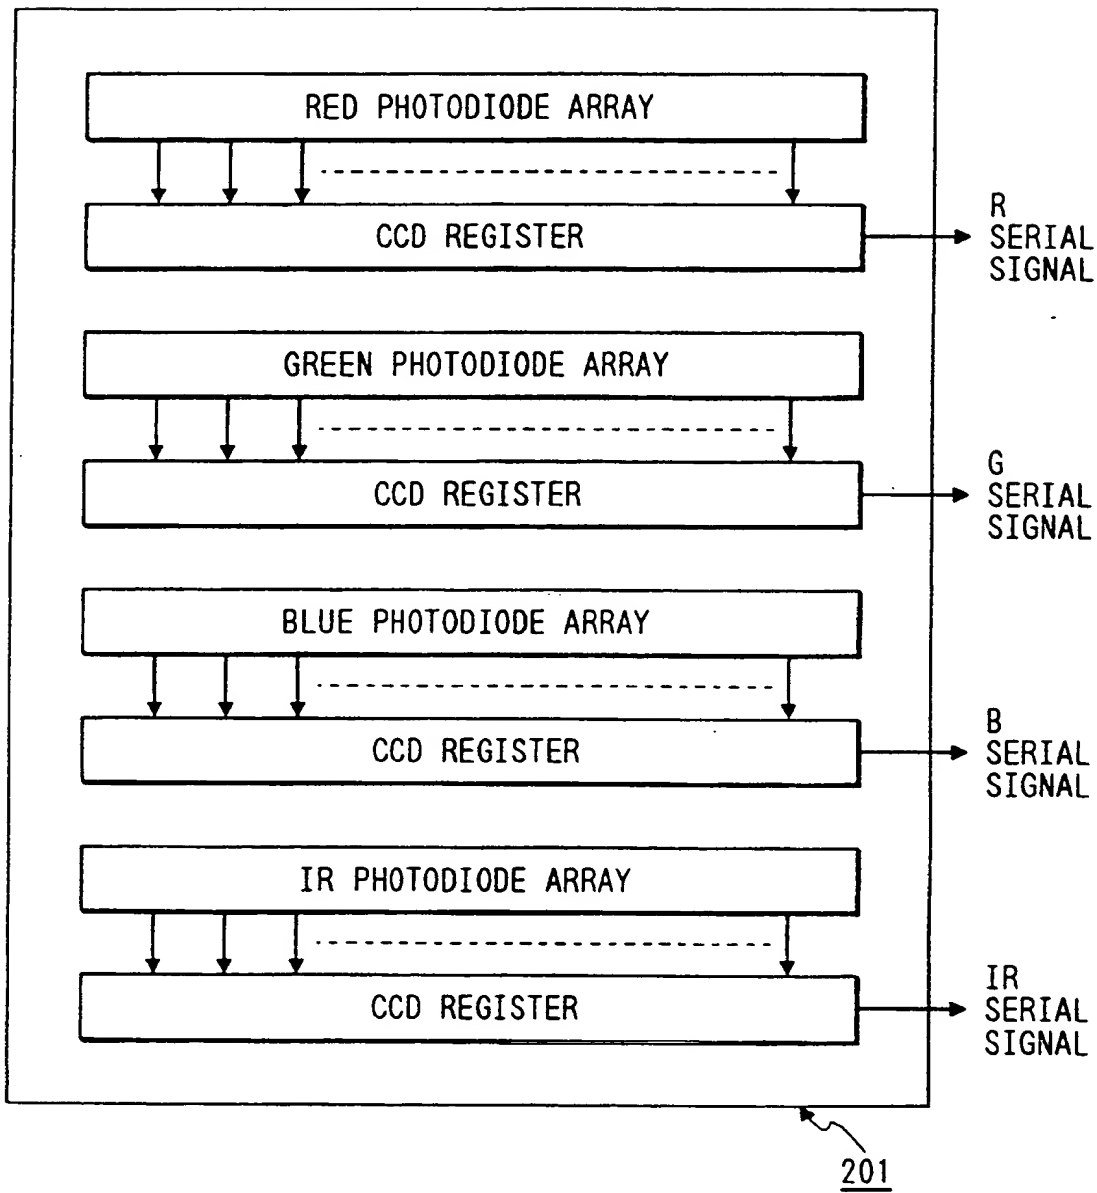 RED PHOTODIODE ARRAY
CCD REGISTER
R
SERIAL
SIGNAL
GREEN PHOTODIODE ARRAY
CCD REGISTER
G
SERIAL
SIGNAL
BLUE PHOTODIODE ARRAY
CCD REGISTER
B
SERIAL
SIGNAL
IR PHOTODIODE ARRAY
CCD REGISTER
IR
SERIAL
SIGNAL
201